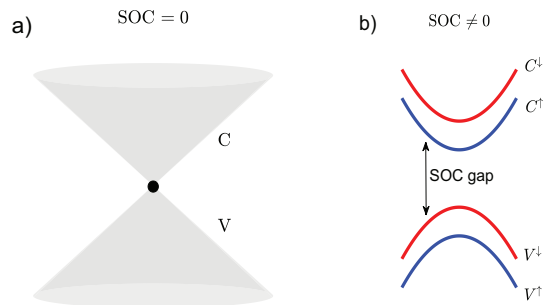 a)
SOC = 0
C
V
b)
SOC ≠ 0
C↓
C↑
SOC gap
V↓
V↑